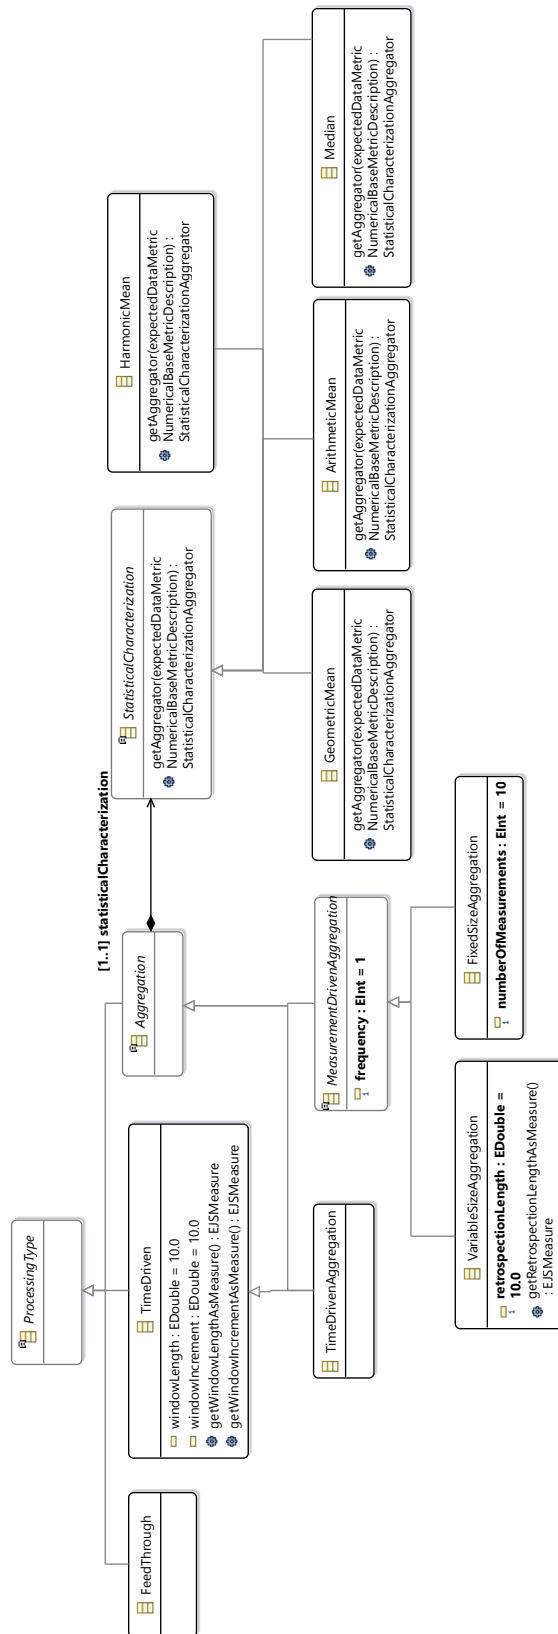 ProcessingType
FeedThrough
TimeDriven
windowLength : EDouble = 10.0
windowIncrement : EDouble = 10.0
getWindowLengthAsMeasure() : EJSMeasure
getWindowIncrementAsMeasure() : EJSMeasure
Aggregation
[1..1] statisticalCharacterization
StatisticalCharacterization
getAggregator(expectedDataMetric
NumericalBaseMetricDescription) :
StatisticalCharacterizationAggregator
HarmonicMean
getAggregator(expectedDataMetric
NumericalBaseMetricDescription) :
StatisticalCharacterizationAggregator
TimeDrivenAggregation
MeasurementDrivenAggregation
1 frequency : EInt = 1
GeometricMean
getAggregator(expectedDataMetric
NumericalBaseMetricDescription) :
StatisticalCharacterizationAggregator
ArithmeticMean
getAggregator(expectedDataMetric
NumericalBaseMetricDescription) :
StatisticalCharacterizationAggregator
Median
getAggregator(expectedDataMetric
NumericalBaseMetricDescription) :
StatisticalCharacterizationAggregator
VariableSizeAggregation
1 retrospectionLength : EDouble =
10.0
getRetrospectionLengthAsMeasure()
: EJSMeasure
FixedSizeAggregation
1 numberOfMeasurements : EInt = 10